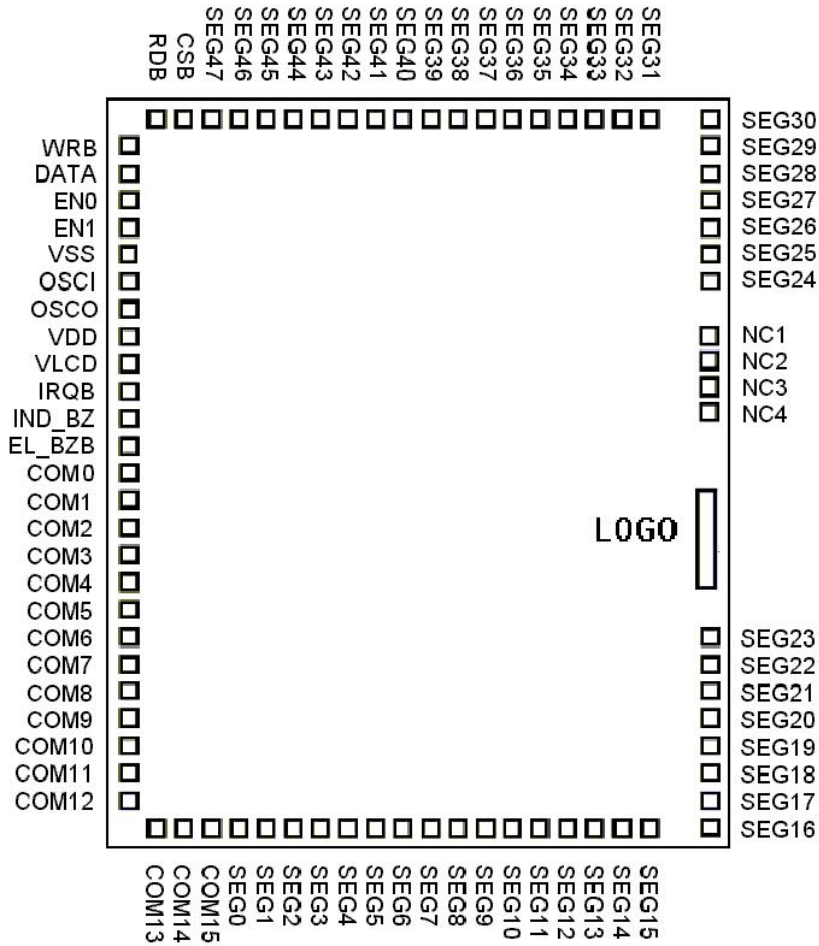 RDB
CSB
SEG47
SEG46
SEG45
SEG44
SEG43
SEG42
SEG41
SEG40
SEG39
SEG38
SEG37
SEG36
SEG35
SEG34
SEG33
SEG32
SEG31
WRB
DATA
EN0
EN1
VSS
OSCI
OSCO
VDD
VLCD
IRQB
IND_BZ
EL_BZB
COM0
COM1
COM2
COM3
COM4
COM5
COM6
COM7
COM8
COM9
COM10
COM11
COM12
SEG30
SEG29
SEG28
SEG27
SEG26
SEG25
SEG24
NC1
NC2
NC3
NC4
LOGO
SEG23
SEG22
SEG21
SEG20
SEG19
SEG18
SEG17
SEG16
COM13
COM14
COM15
SEG0
SEG1
SEG2
SEG3
SEG4
SEG5
SEG6
SEG7
SEG8
SEG9
SEG10
SEG11
SEG12
SEG13
SEG14
SEG15